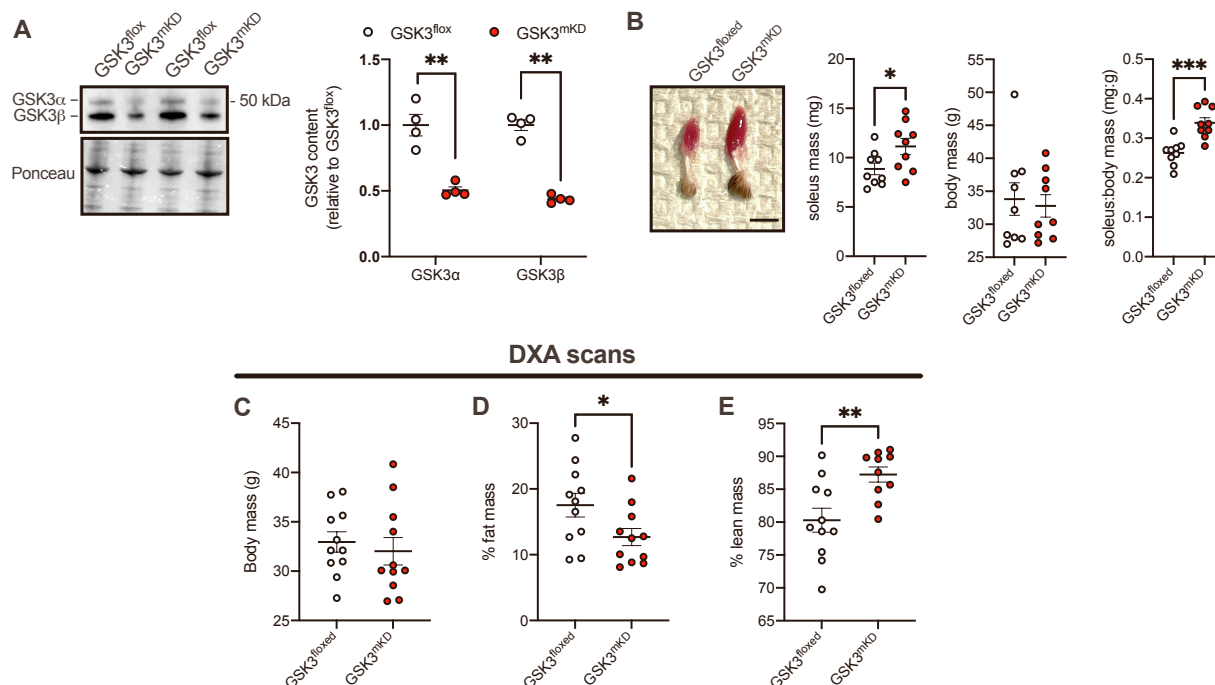 A
GSK3flox
GSK3mKD
GSK3flox
GSK3mKD
GSK3α
GSK3β
- 50 kDa
Ponceau
GSK3flox
GSK3mKD
GSK3 content
(relative to GSK3flox)
1.5
1.0
0.5
0.0
**
**
GSK3α
GSK3β
B
GSK3floxed
GSK3mKD
soleus mass (mg)
20
15
10
5
0
*
GSK3floxed
GSK3mKD
body mass (g)
55
50
45
40
35
30
25
GSK3floxed
GSK3mKD
soleus:body mass (mg:g)
0.5
0.4
0.3
0.2
0.1
0.0
***
GSK3floxed
GSK3mKD
DXA scans
C
Body mass (g)
45
40
35
30
25
GSK3floxed
GSK3mKD
D
% fat mass
30
20
10
0
*
GSK3floxed
GSK3mKD
E
% lean mass
95
90
85
80
75
70
65
**
GSK3floxed
GSK3mKD